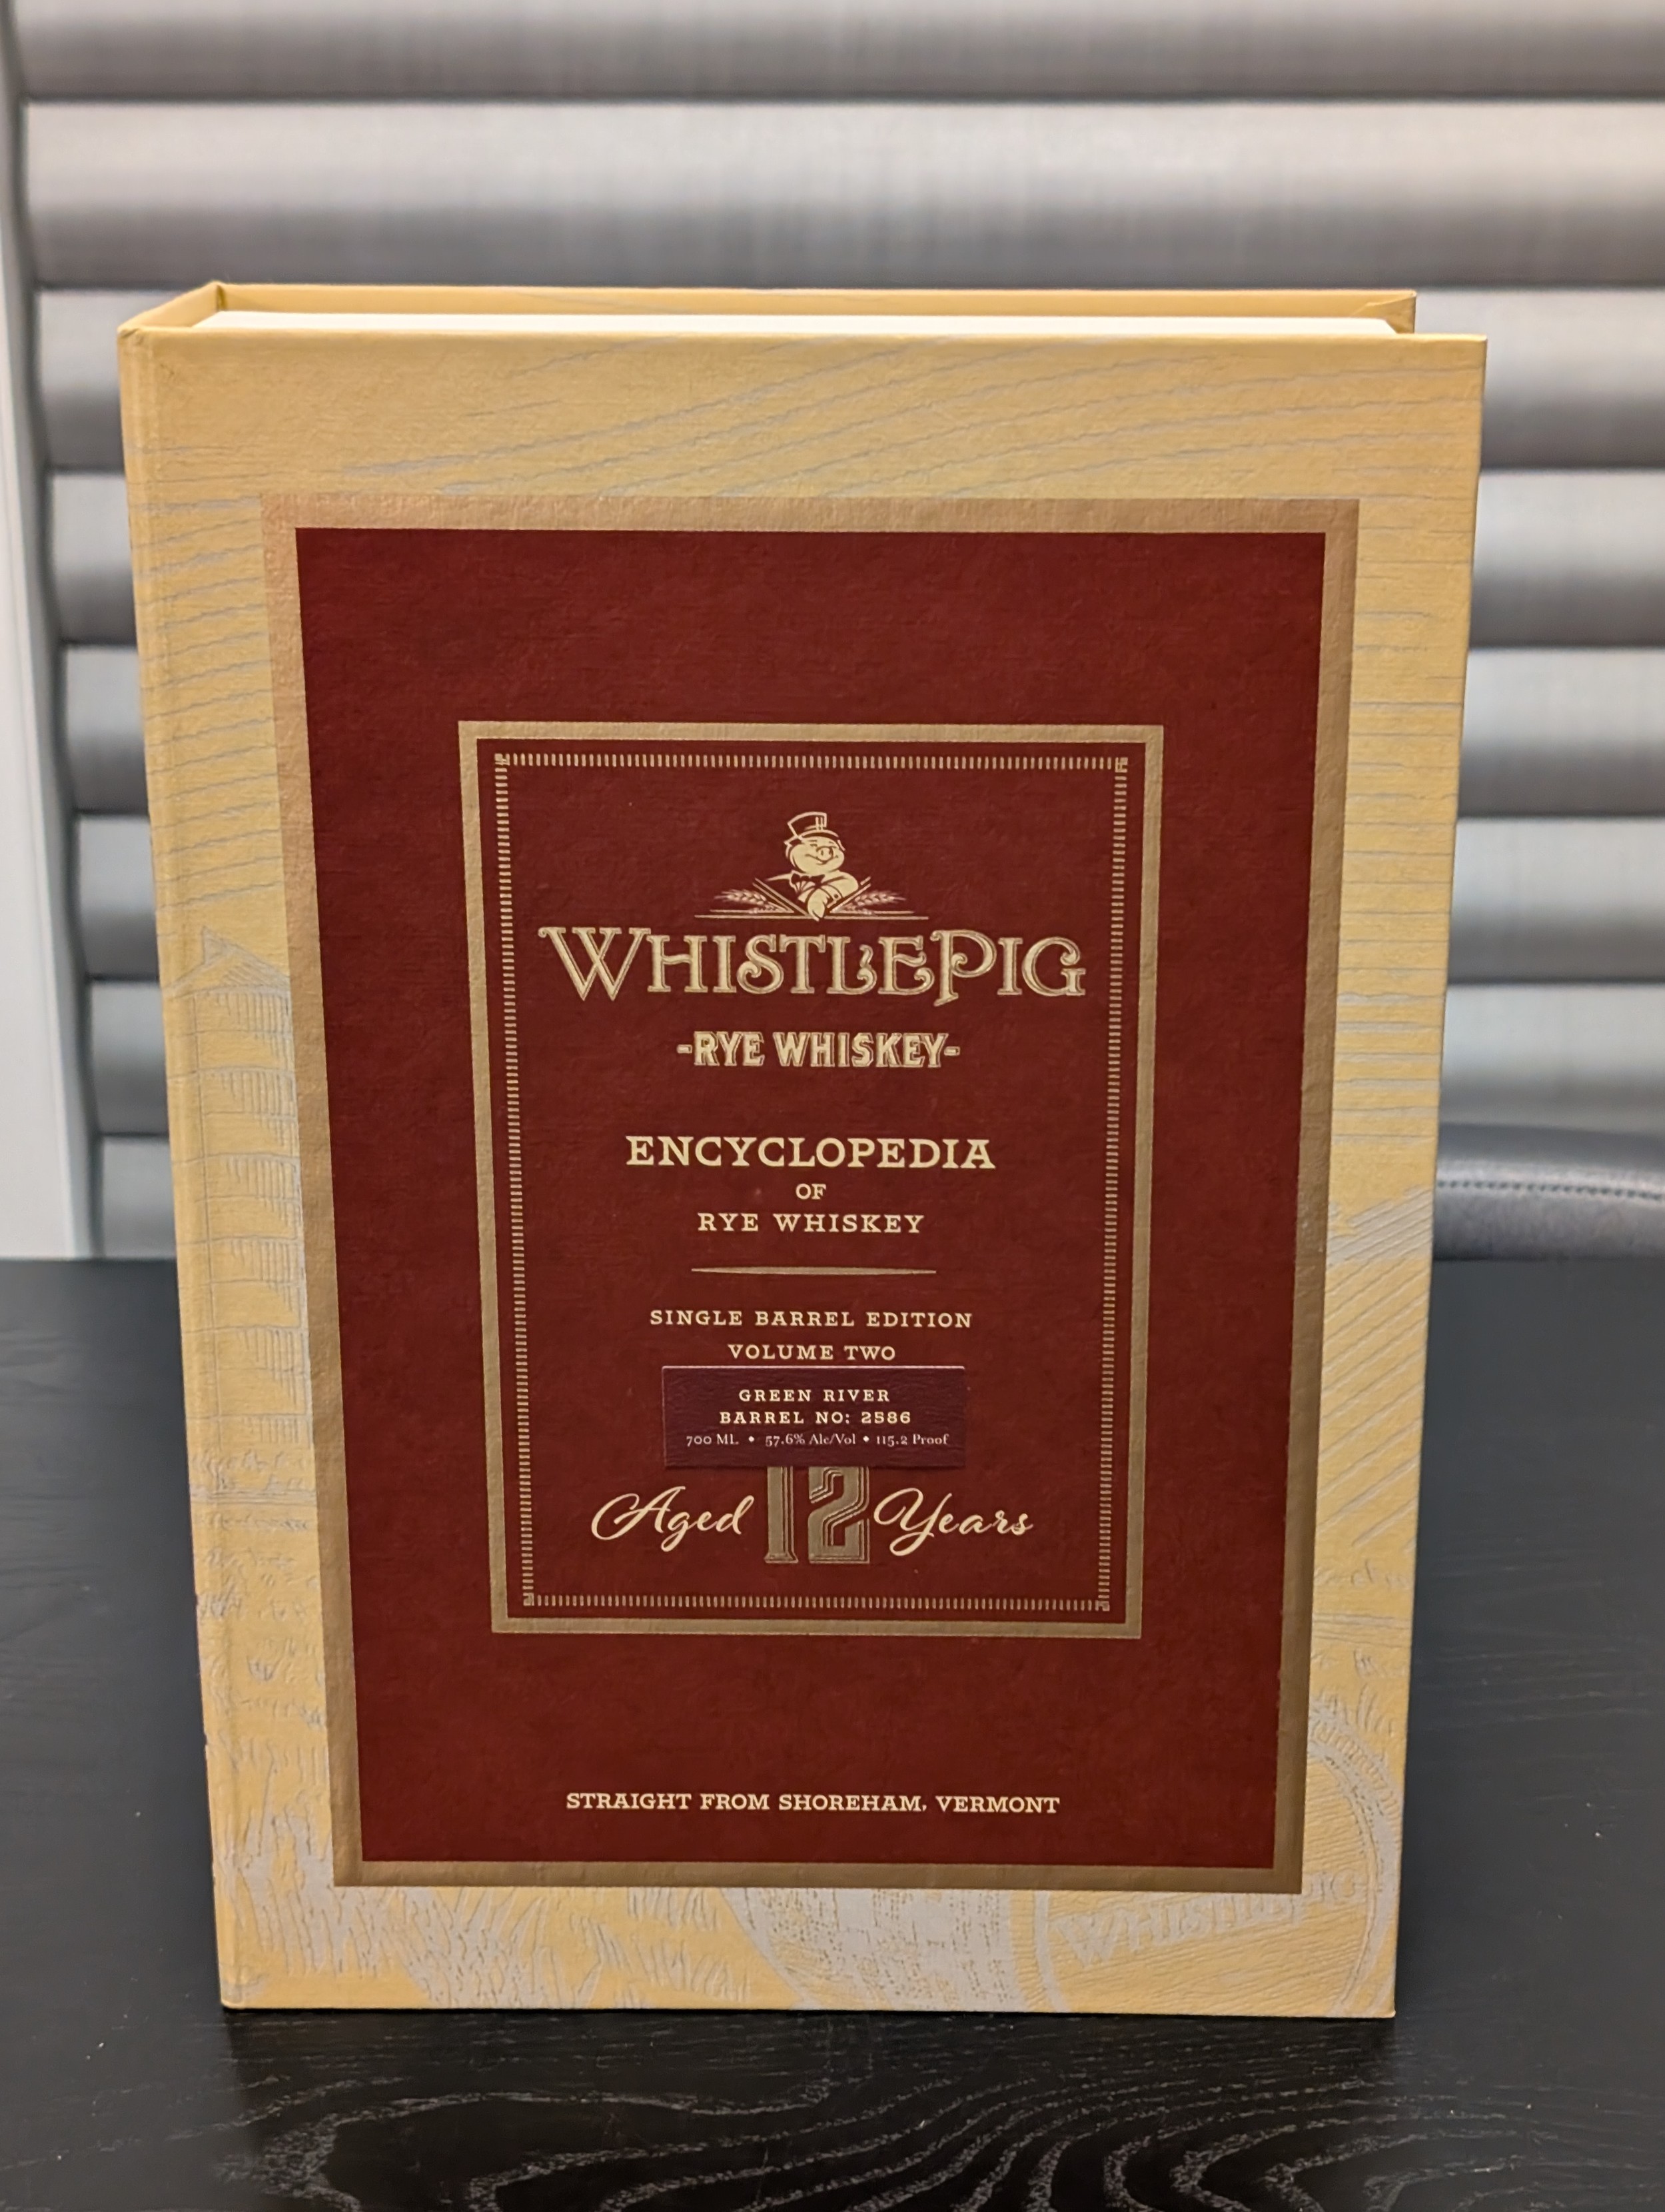 WHISTLEPIG
-RYE WHISKEY-
ENCYCLOPEDIA
OF
RYE WHISKEY
SINGLE BARREL EDITION
VOLUME TWO
GREEN RIVER
BARREL NO: 2586
700 ML • 57.6% Alc/Vol • 115.2 Proof
Aged 12 Years
STRAIGHT FROM SHOREHAM, VERMONT
WHISTLEPIG